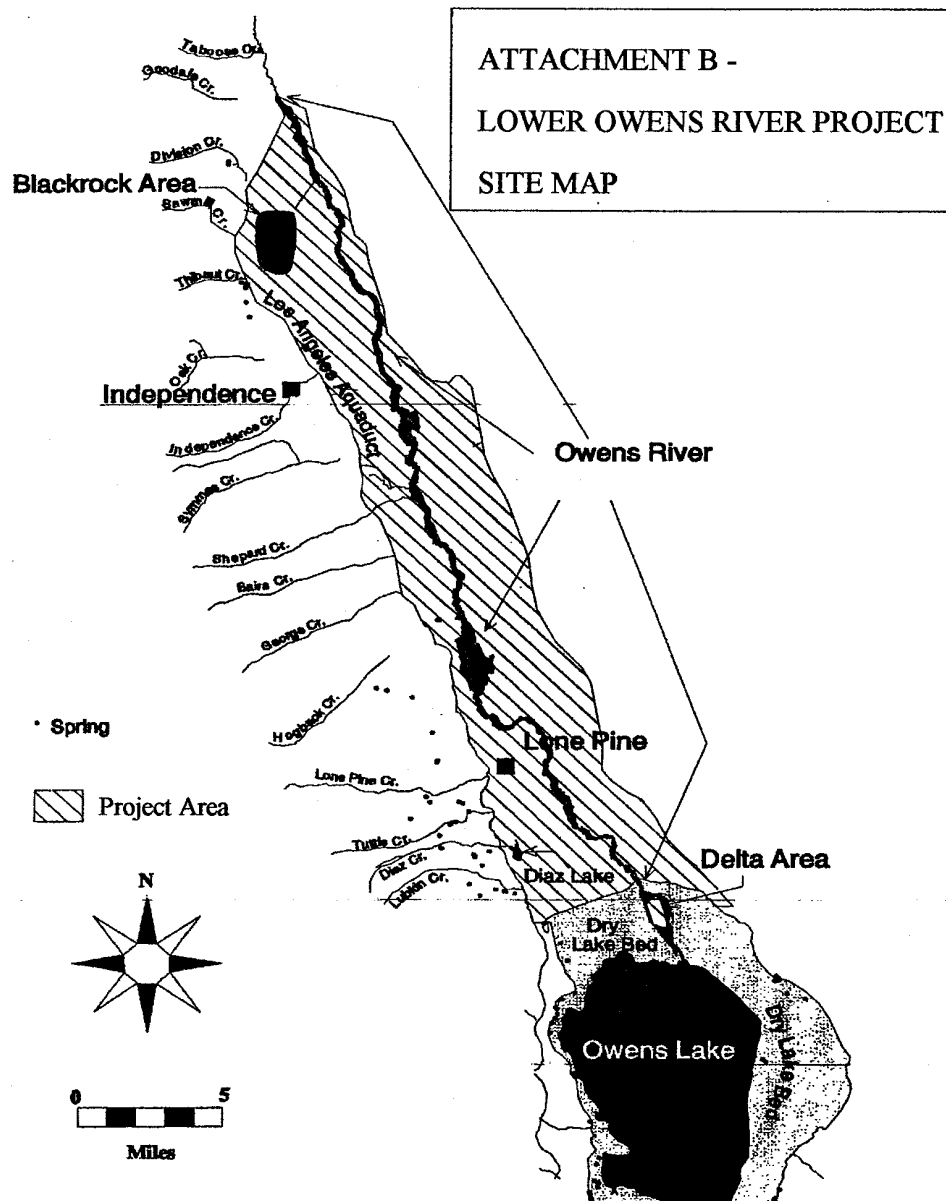 ATTACHMENT B -
LOWER OWENS RIVER PROJECT
SITE MAP
Taboose Cr.
Goodale Cr.
Division Cr.
Blackrock Area
Sawmill Cr.
Thibaut Cr.
Los Angeles Aquaduct
Oak Cr.
Independence
Independence Cr.
Owens River
Symmes Cr.
Shepard Cr.
Bairs Cr.
George Cr.
Hogback Cr.
Spring
Lone Pine
Project Area
Lone Pine Cr.
Tuttle Cr.
Diaz Cr.
Diaz Lake
Delta Area
Lubkin Cr.
N
Dry
Lake Bed
Dry Lake Bed
Owens Lake
0 5
Miles